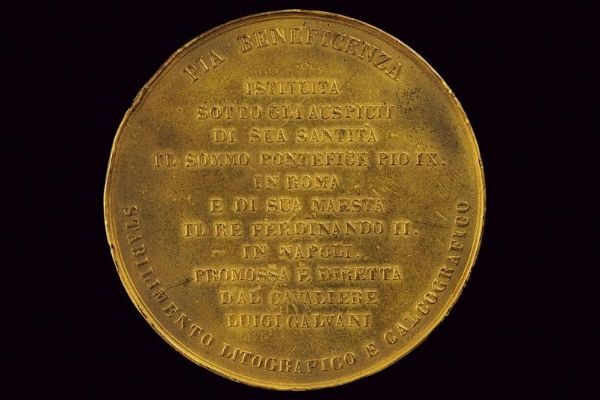 PIA BENEFICENZA
ISTITUITA
SOTTO GLI AUSPICII
DI SUA SANTITA
IL SOMMO PONTEFICE PIO IX.
IN ROMA
E DI SUA MAESTA
IL RE FERDINANDO II.
IN NAPOLI.
PROMOSSA E DIRETTA
DAL CAVALIERE
LUIGI GALVANI
STABILIMENTO LITOGRAFICO E CALCOGRAFICO